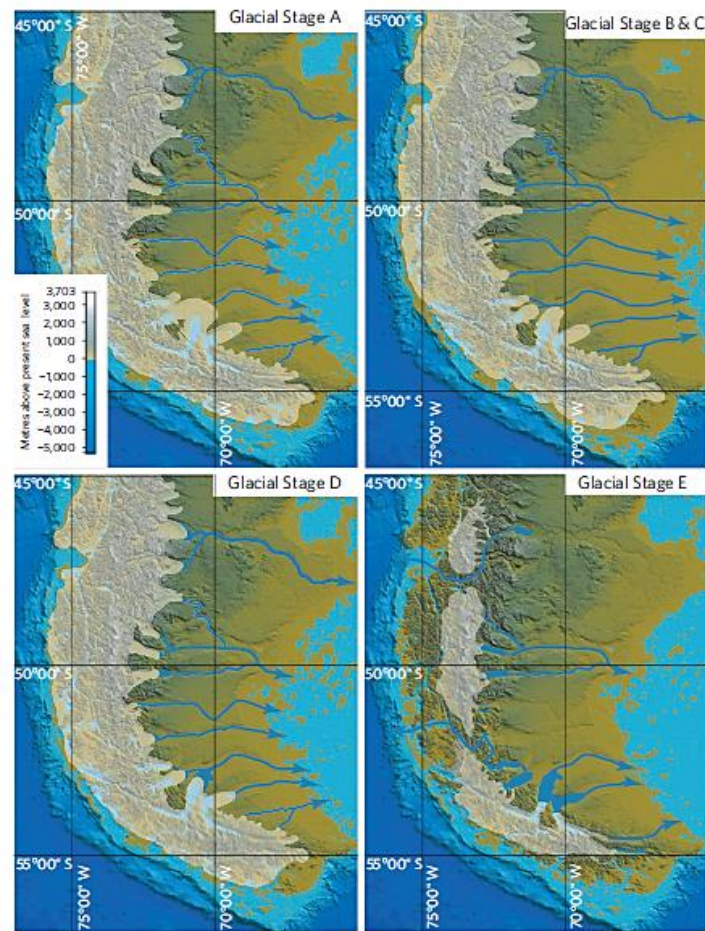 45°00" S
75°00" W
Glacial Stage A
50°00" S
Metres above present sea level
3,703
3,000
2,000
1,000
0
−1,000
−2,000
−3,000
−4,000
−5,000
70°00" W
45°00" S
Glacial Stage B & C
50°00" S
55°00" S
75°00" W
70°00" W
45°00" S
Glacial Stage D
50°00" S
55°00" S
75°00" W
70°00" W
45°00" S
Glacial Stage E
50°00" S
55°00" S
75°00" W
70°00" W